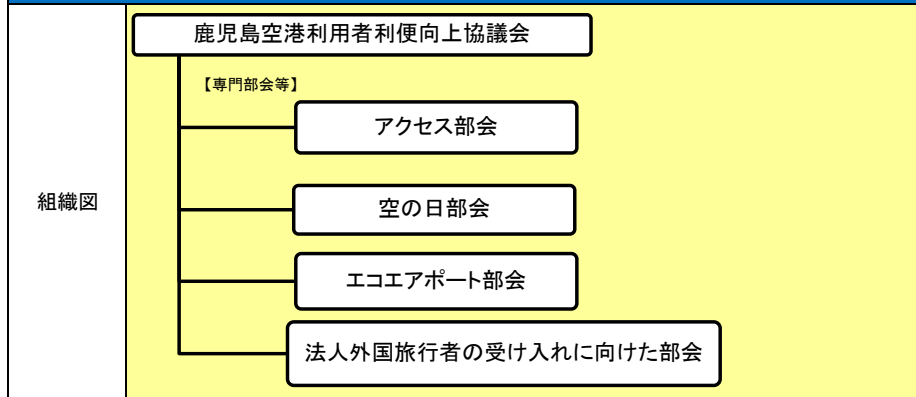 鹿児島空港利用者利便向上協議会
【専門部会等】
アクセス部会
組織図
空の日部会
エコエアポート部会
法人外国旅行者の受け入れに向けた部会